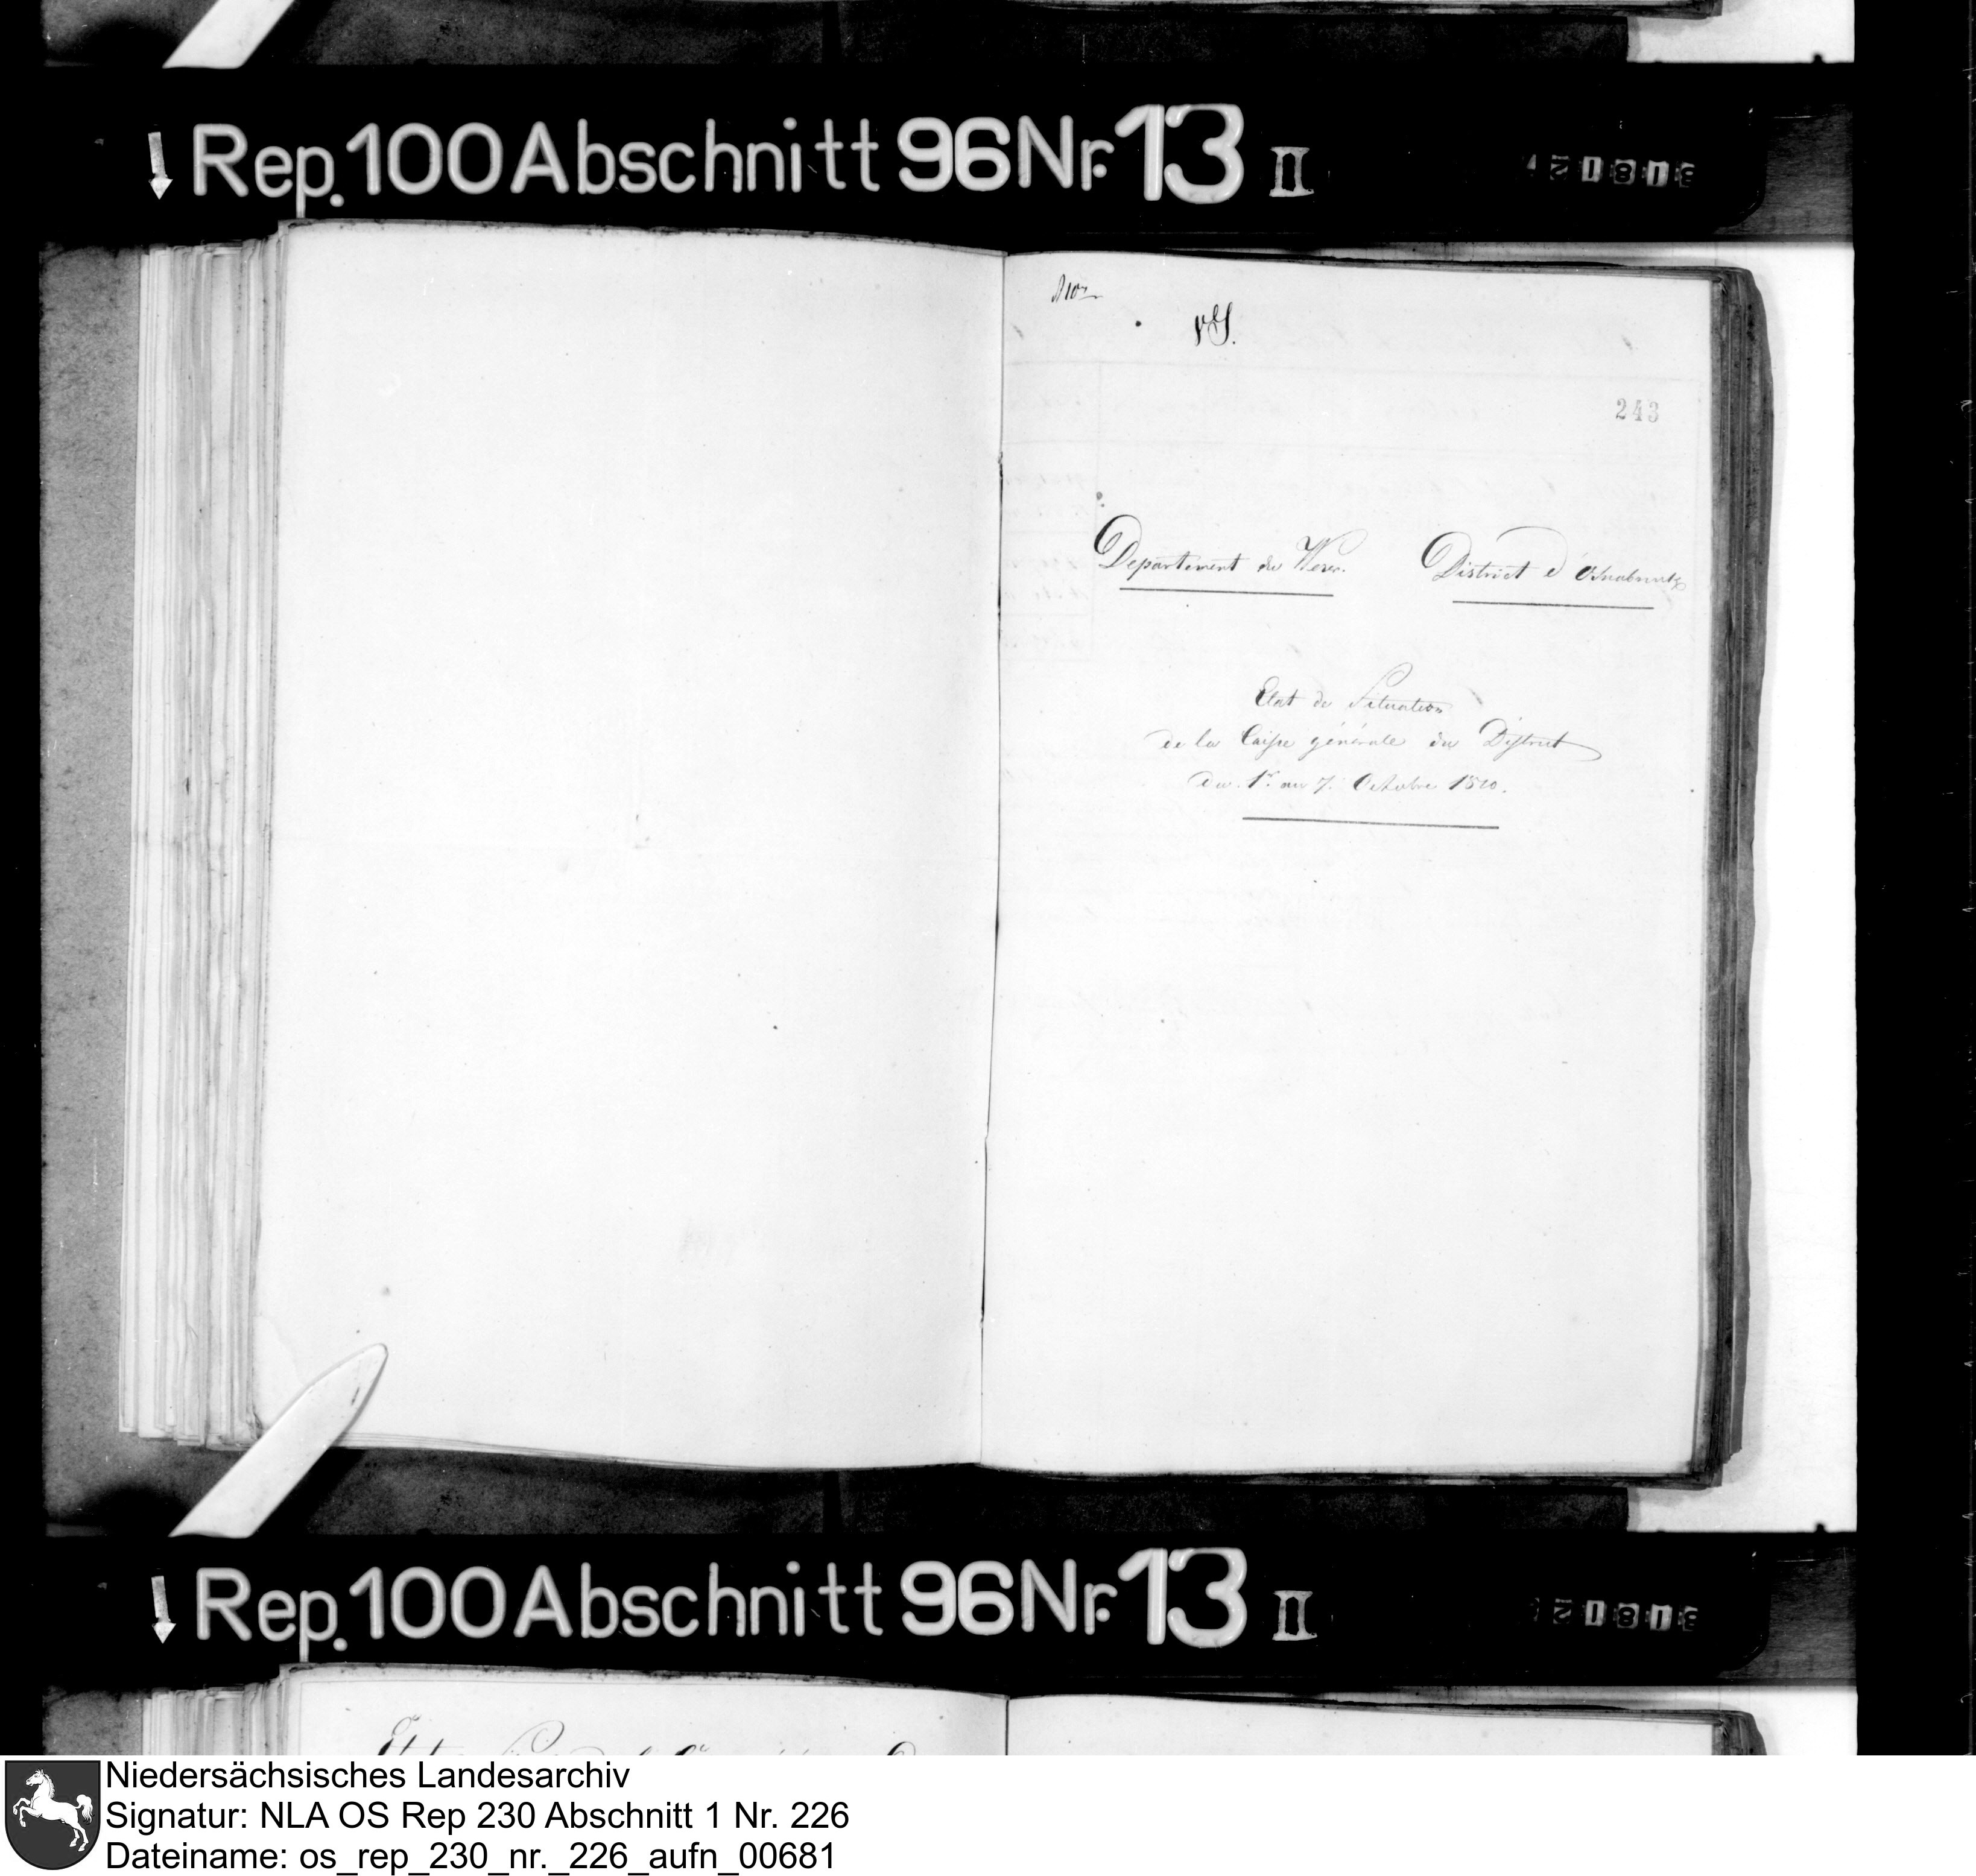 Rep. 100 Abschnitt 96 Nr. 13 II
243
Departement du Weser. District d'Osnabruck
Etat de Situation
de la Caisse générale du District
du 1r. au 7. Octobre 1810.
Rep. 100 Abschnitt 96 Nr. 13 II
Niedersächsisches Landesarchiv
Signatur: NLA OS Rep 230 Abschnitt 1 Nr. 226
Dateiname: os_rep_230_nr._226_aufn_00681